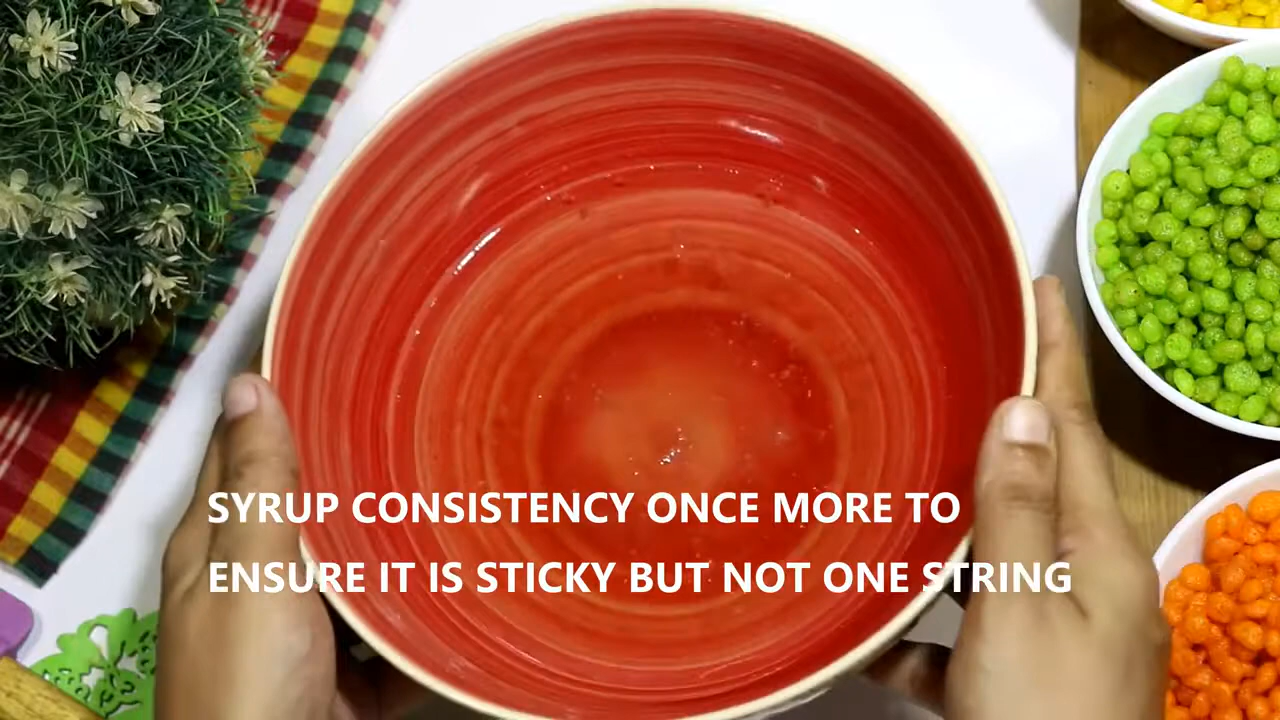 SYRUP CONSISTENCY ONCE MORE TO
ENSURE IT IS STICKY BUT NOT ONE STRING